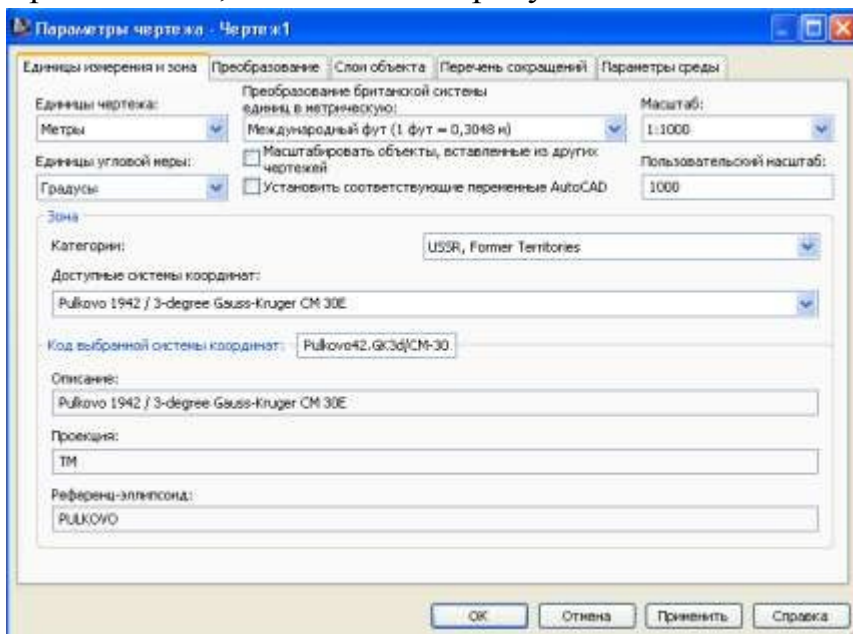 Параметры чертежа - Чертеж1
Единицы измерения и зона Преобразование Слои объекта Перечень сокращений Параметры среды
Единицы чертежа:
Метры
Преобразование британской системы
единиц в метрическую:
Международный фут (1 фут = 0,3048 м)
Масштаб:
1:1000
Единицы угловой меры:
Градусы
Масштабировать объекты, вставленные из других
чертежей
Установить соответствующие переменные AutoCAD
Пользовательский масштаб:
1000
Зона
Категории:
USSR, Former Territories
Доступные системы координат:
Pulkovo 1942 / 3-degree Gauss-Kruger CM 30E
Код выбранной системы координат: Pulkovo42.GK3d/CM-30
Описание:
Pulkovo 1942 / 3-degree Gauss-Kruger CM 30E
Проекция:
TM
Референц-эллипсоид:
PULKOVO
ОК Отмена Применить Справка